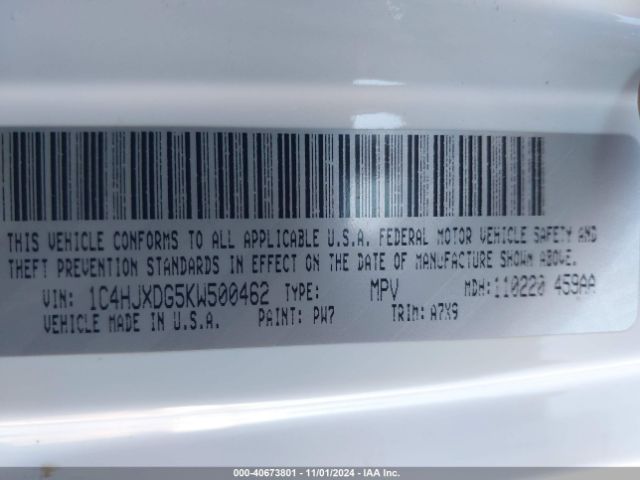 THIS VEHICLE CONFORMS TO ALL APPLICABLE U.S.A. FEDERAL MOTOR VEHICLE SAFETY AND
THEFT PREVENTION STANDARDS IN EFFECT ON THE DATE OF MANUFACTURE SHOWN ABOVE.
VIN: 1C4HJXDG5KW500462 TYPE: MPV MDH: 110220 459AA
VEHICLE MADE IN U.S.A. PAINT: PW7 TRIM: A7X9
000-40673801 - 11/01/2024 - IAA Inc.